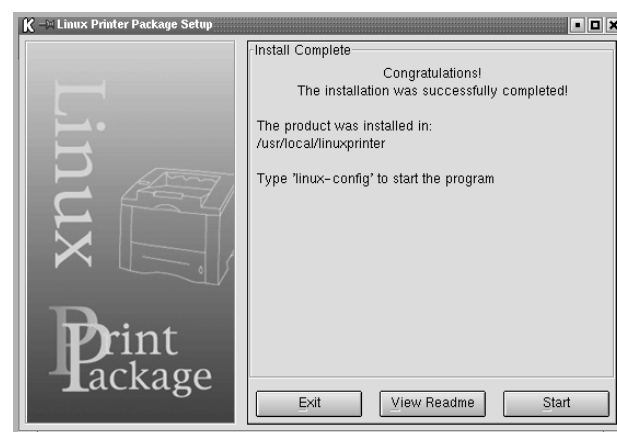 Linux Printer Package Setup
Install Complete
Congratulations!
The installation was successfully completed!
The product was installed in:
/usr/local/linuxprinter
Type 'linux-config' to start the program
Linux
Print
Package
Exit
View Readme
Start